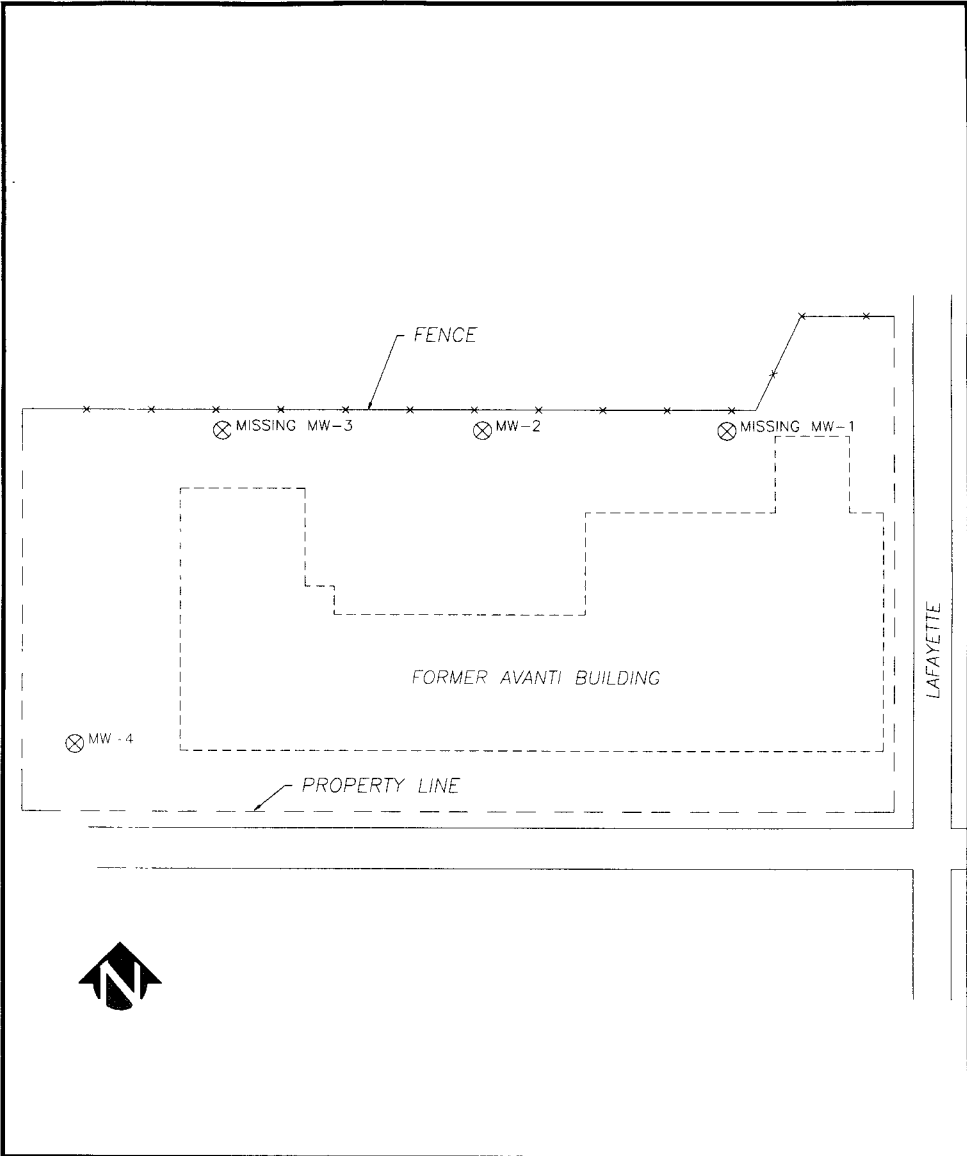 FENCE
MISSING MW-3
MW-2
MISSING MW-1
LAFAYETTE
FORMER AVANTI BUILDING
MW-4
PROPERTY LINE
N